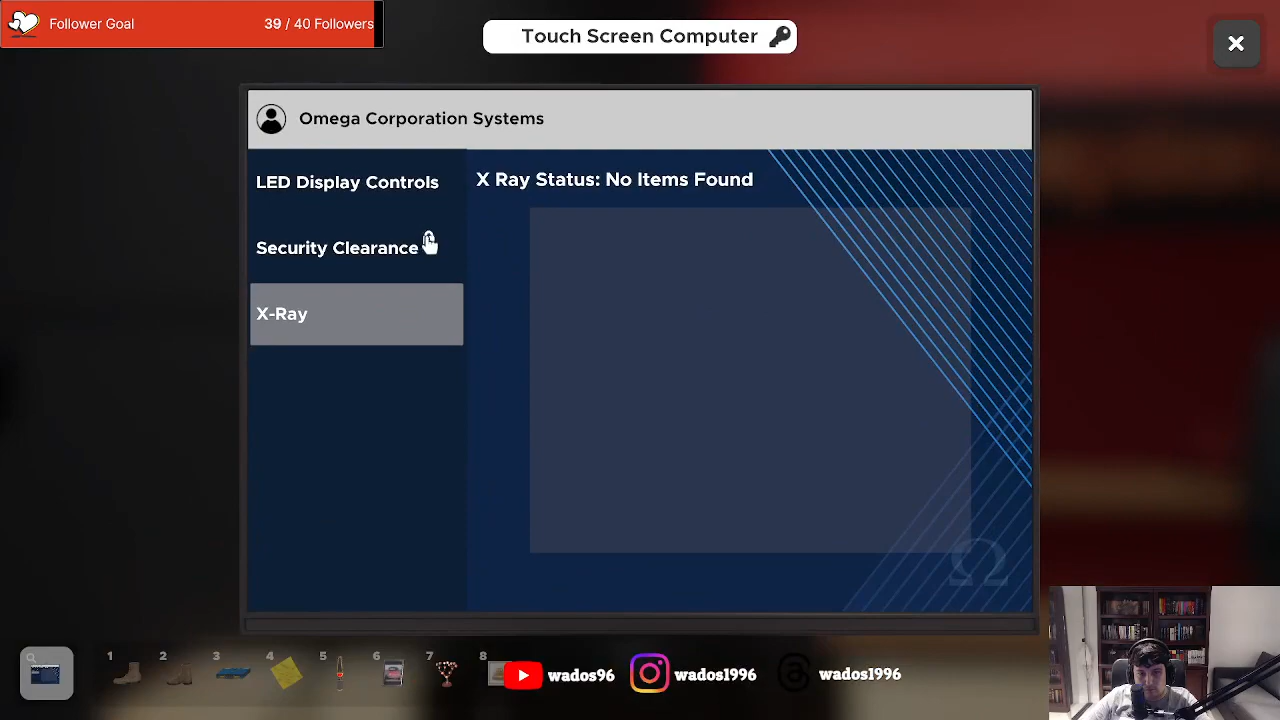 Follower Goal 39 / 40 Followers
Touch Screen Computer
Omega Corporation Systems
LED Display Controls
Security Clearance
X-Ray
X Ray Status: No Items Found
Ω
1 2 3 4 5 6 7 8
wados96 wados1996 wados1996